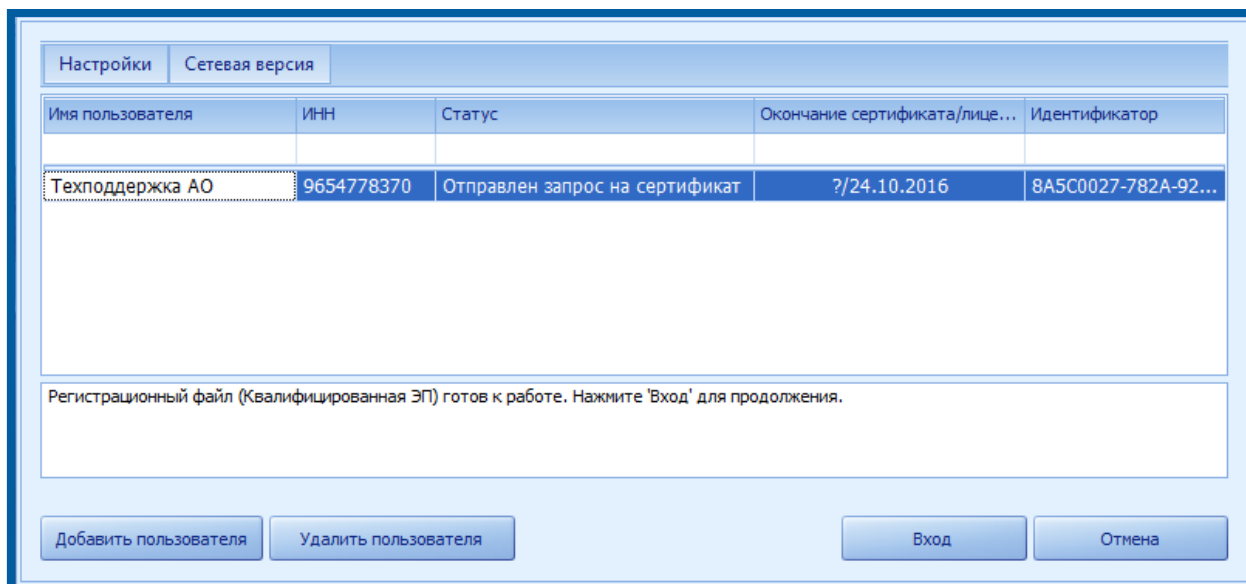 Настройки Сетевая версия
Имя пользователя ИНН Статус Окончание сертификата/лице... Идентификатор
Техподдержка АО 9654778370 Отправлен запрос на сертификат ?/24.10.2016 8A5C0027-782A-92...
Регистрационный файл (Квалифицированная ЭП) готов к работе. Нажмите 'Вход' для продолжения.
Добавить пользователя Удалить пользователя Вход Отмена